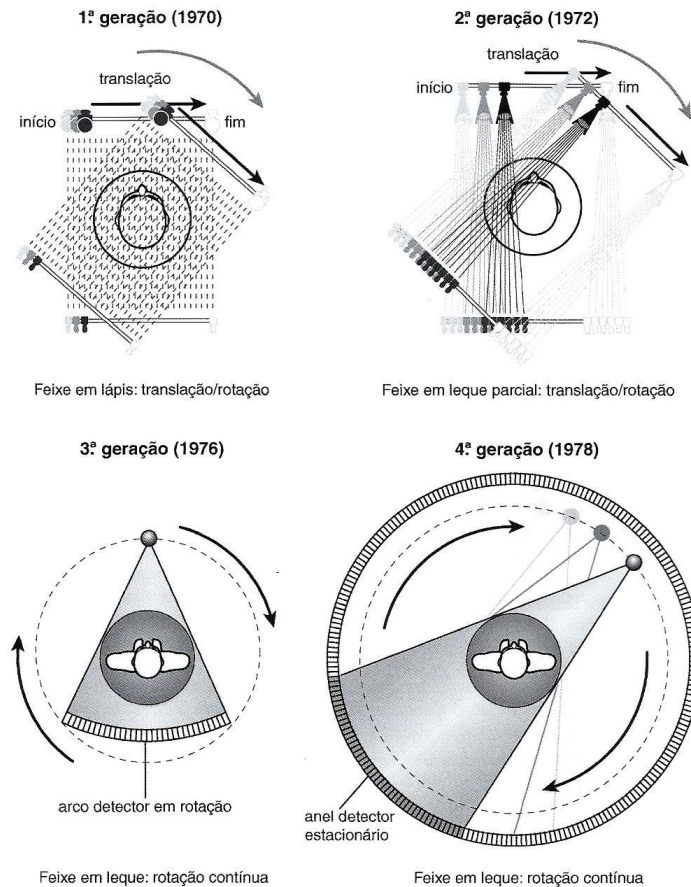 1.ª geração (1970)
translação
início
fim
Feixe em lápis: translação/rotação
2.ª geração (1972)
translação
início
fim
Feixe em leque parcial: translação/rotação
3.ª geração (1976)
arco detector em rotação
Feixe em leque: rotação contínua
4.ª geração (1978)
anel detector
estacionário
Feixe em leque: rotação contínua